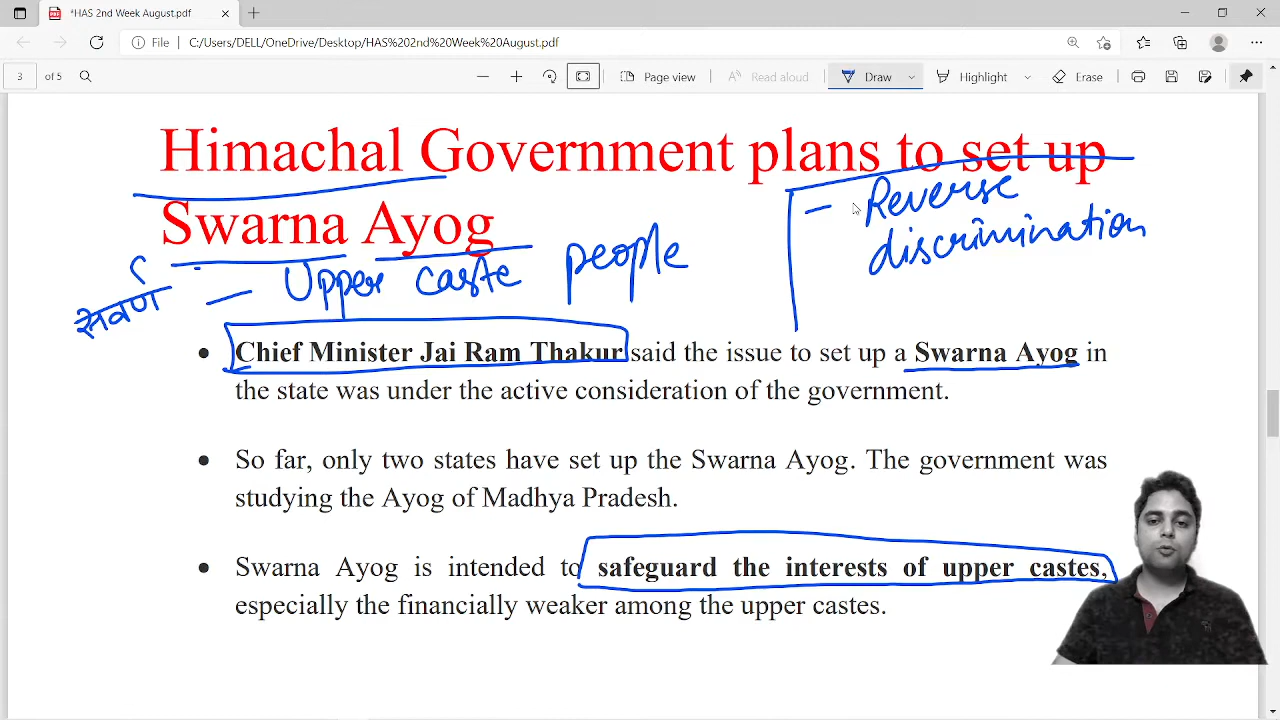 *HAS 2nd Week August.pdf
File C:/Users/DELL/OneDrive/Desktop/HAS%202nd%20Week%20August.pdf
3 of 5 Page view Read aloud Draw Highlight Erase
Himachal Government plans to set up
Swarna Ayog
– Reverse
discrimination
सवर्ण – Upper caste people
• Chief Minister Jai Ram Thakur said the issue to set up a Swarna Ayog in
the state was under the active consideration of the government.
• So far, only two states have set up the Swarna Ayog. The government was
studying the Ayog of Madhya Pradesh.
• Swarna Ayog is intended to safeguard the interests of upper castes,
especially the financially weaker among the upper castes.